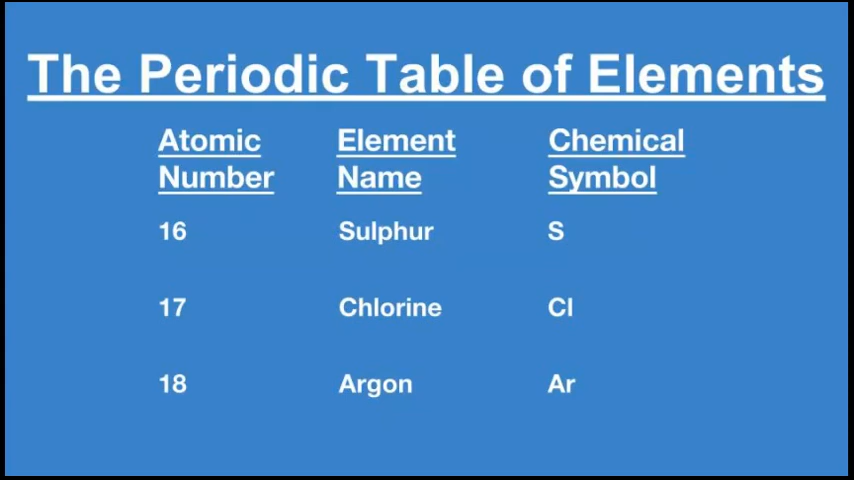 The Periodic Table of Elements
Atomic Number Element Name Chemical Symbol
16 Sulphur S
17 Chlorine Cl
18 Argon Ar